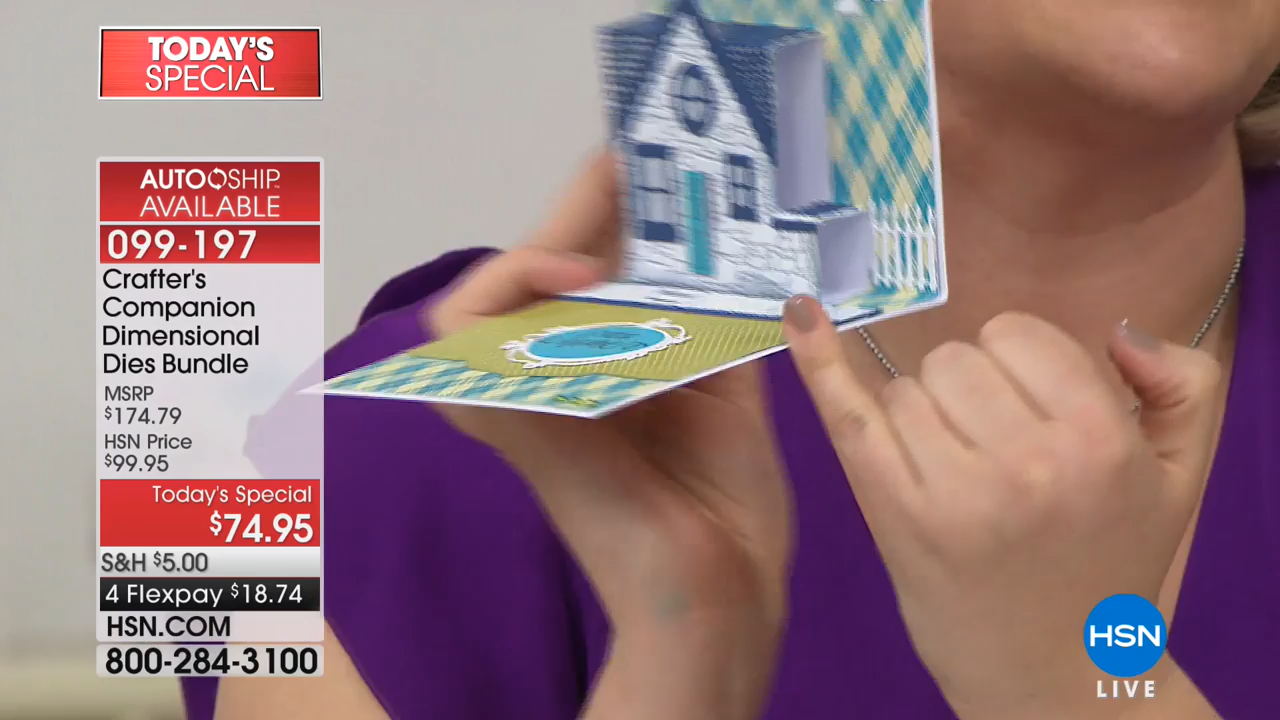 TODAY'S
SPECIAL
AUTOSHIP™
AVAILABLE
099-197
Crafter's
Companion
Dimensional
Dies Bundle
MSRP
$174.79
HSN Price
$99.95
Today's Special
$74.95
S&H $5.00
4 Flexpay $18.74
HSN.COM
800-284-3100
HSN
LIVE